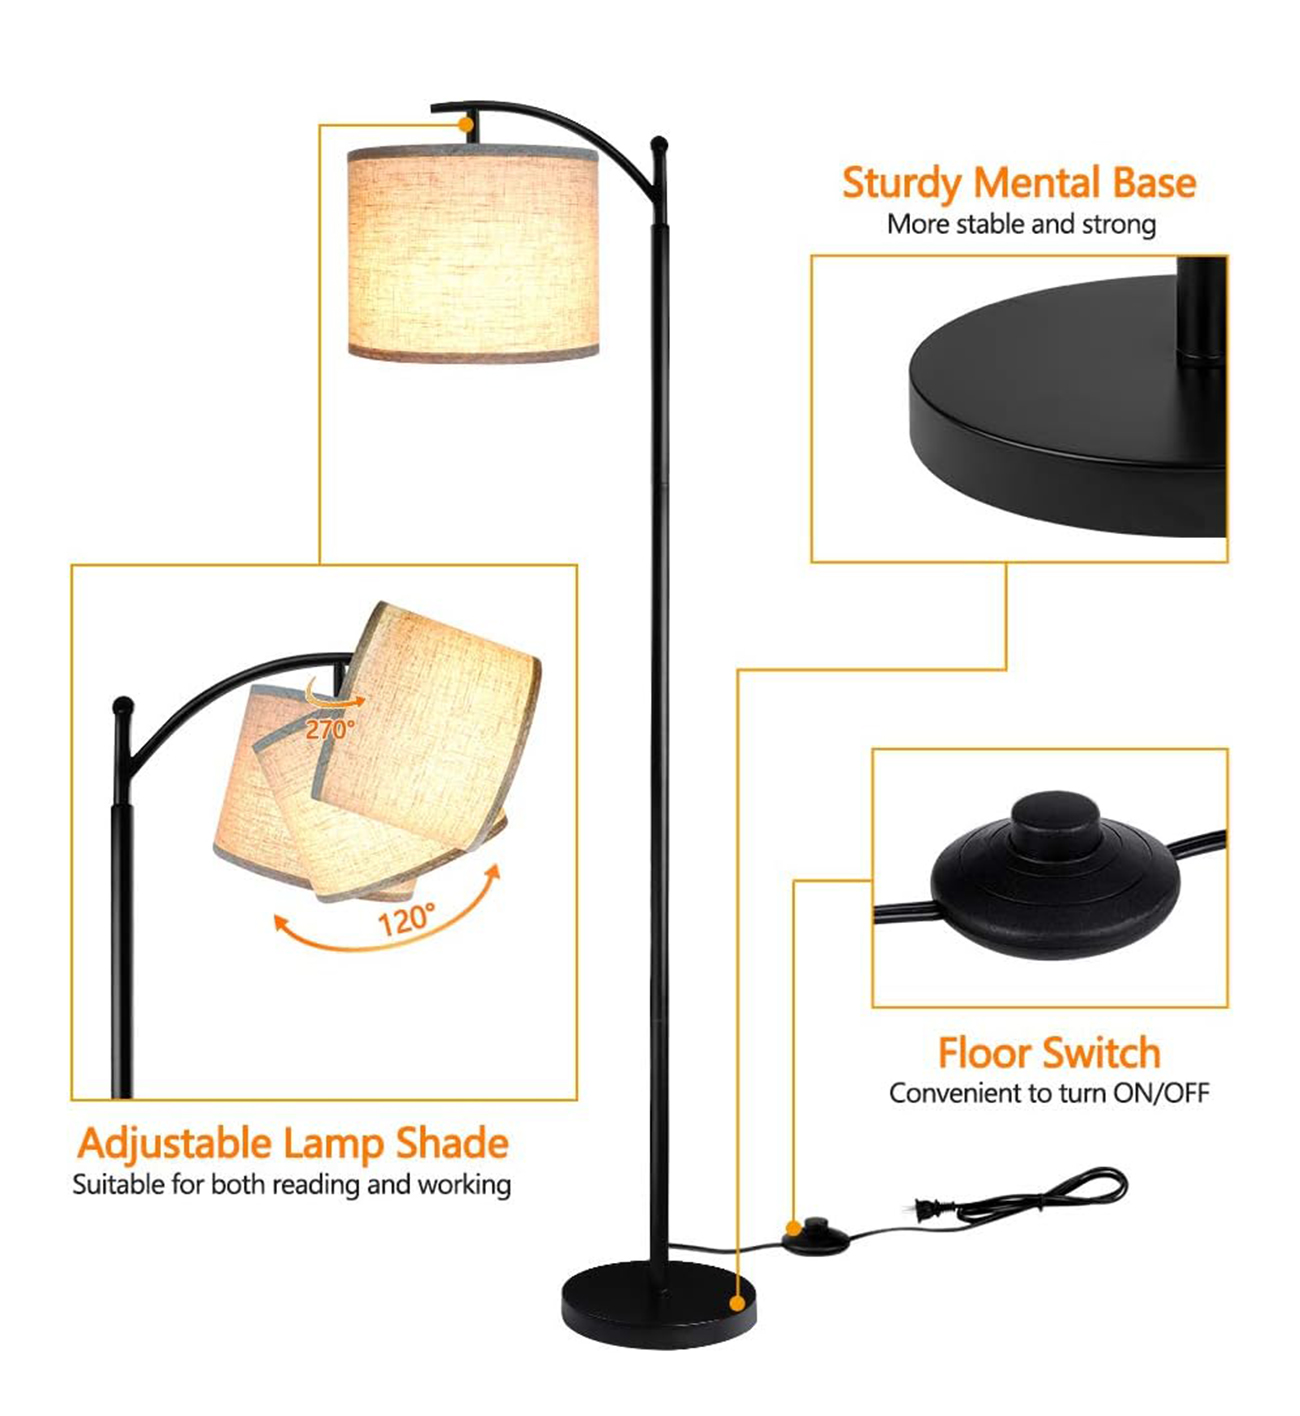 Sturdy Mental Base
More stable and strong
270°
120°
Adjustable Lamp Shade
Suitable for both reading and working
Floor Switch
Convenient to turn ON/OFF